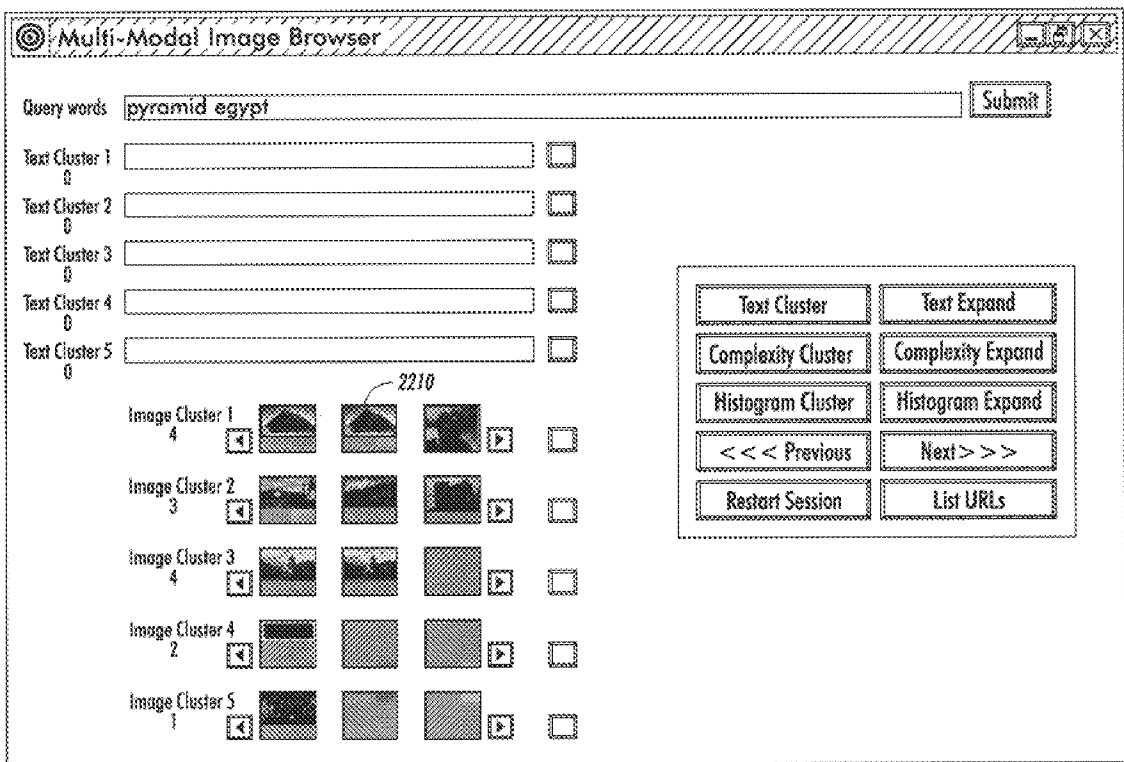 Multi-Modal Image Browser
Query words pyramid egypt Submit
Text Cluster 1
0
Text Cluster 2
0
Text Cluster 3
0
Text Cluster 4
0
Text Cluster 5
0
2210
Image Cluster 1
4
Image Cluster 2
3
Image Cluster 3
4
Image Cluster 4
2
Image Cluster 5
1
Text Cluster Text Expand
Complexity Cluster Complexity Expand
Histogram Cluster Histogram Expand
<<< Previous Next>>>
Restart Session List URLs